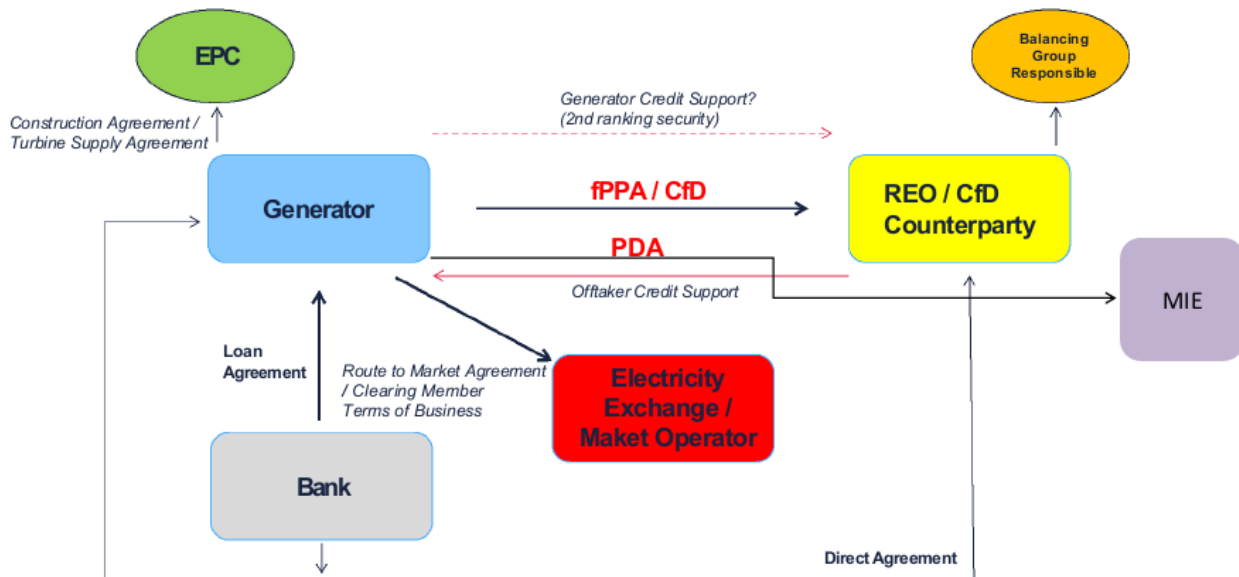 EPC
Balancing
Group
Responsible
Generator Credit Support?
(2nd ranking security)
Construction Agreement /
Turbine Supply Agreement
Generator
fPPA / CfD
REO / CfD
Counterparty
PDA
Offtaker Credit Support
MIE
Loan
Agreement
Route to Market Agreement
/ Clearing Member
Terms of Business
Electricity
Exchange /
Maket Operator
Bank
Direct Agreement